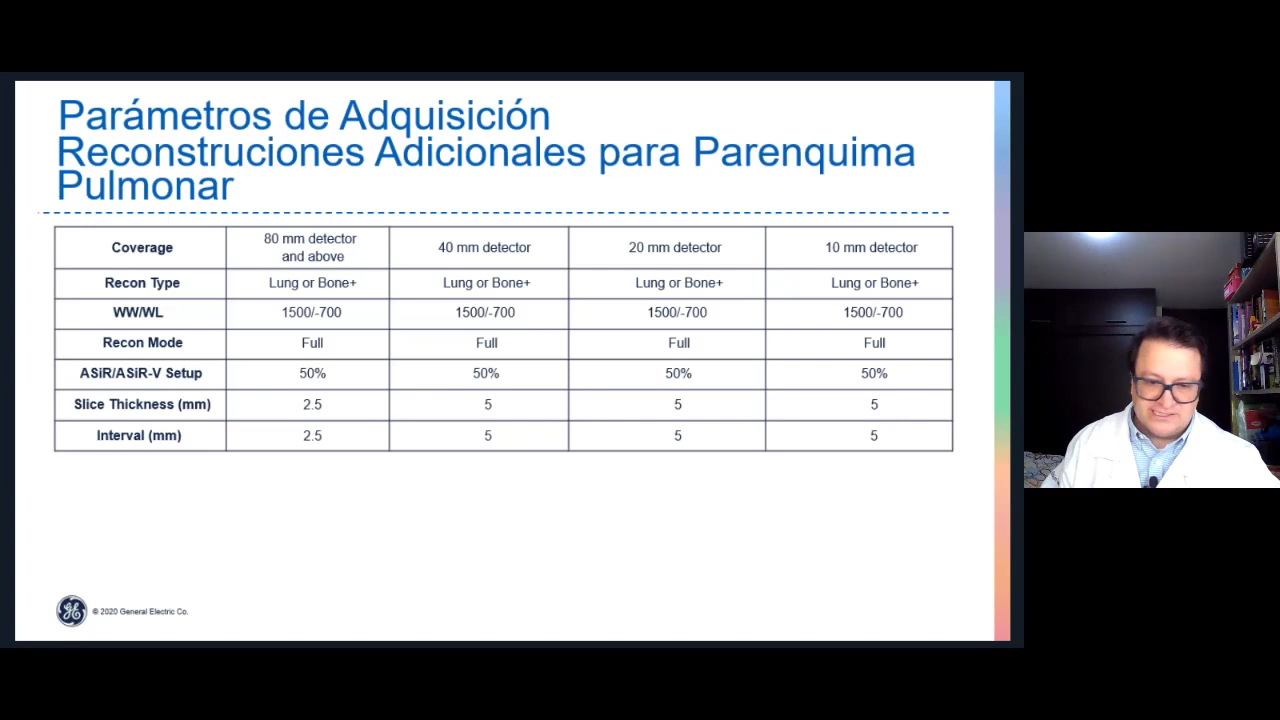 Parámetros de Adquisición
Reconstruciones Adicionales para Parenquima
Pulmonar
Coverage 80 mm detector and above 40 mm detector 20 mm detector 10 mm detector
Recon Type Lung or Bone+ Lung or Bone+ Lung or Bone+ Lung or Bone+
WW/WL 1500/-700 1500/-700 1500/-700 1500/-700
Recon Mode Full Full Full Full
ASiR/ASiR-V Setup 50% 50% 50% 50%
Slice Thickness (mm) 2.5 5 5 5
Interval (mm) 2.5 5 5 5
© 2020 General Electric Co.